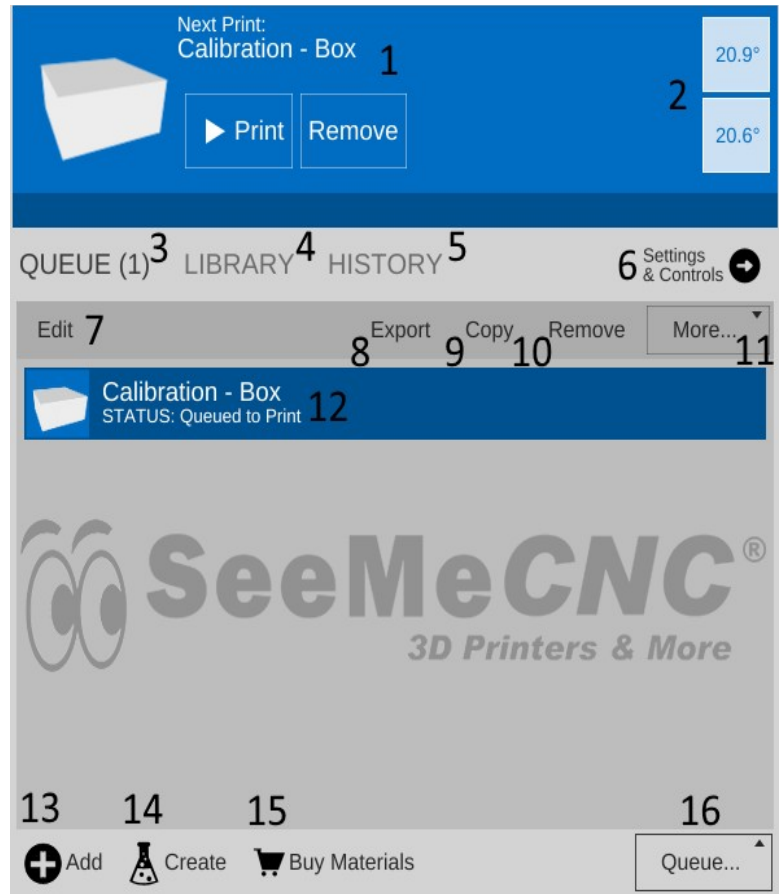 Next Print:
Calibration - Box 1
20.9°
2
Print Remove
20.6°
QUEUE (1) 3 LIBRARY 4 HISTORY 5
6 Settings
& Controls
Edit 7 8 Export 9 Copy 10 Remove More... 11
Calibration - Box
STATUS: Queued to Print 12
SeeMeCNC®
3D Printers & More
13 14 15 16
Add Create Buy Materials Queue...